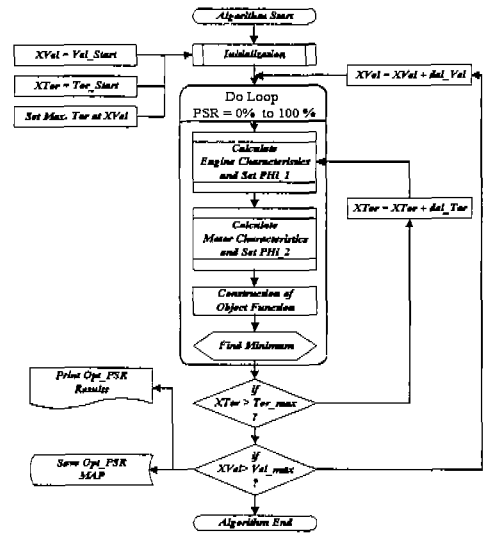 Algorithm Start
XVel = Vel_Start
Initialization
XVel = XVel + del_Vel
XTor = Tor_Start
Set Max. Tor at XVel
Do Loop
PSR = 0% to 100 %
Calculate
Engine Characteristics
and Set PHI_1
XTor = XTor + del_Tor
Calculate
Motor Characteristics
and Set PHI_2
Construction of
Object Function
Find Minimum
Print Opt_PSR
Results
if
XTor > Tor_max
?
Save Opt_PSR
MAP
if
XVel> Vel_max
?
Algorithm End